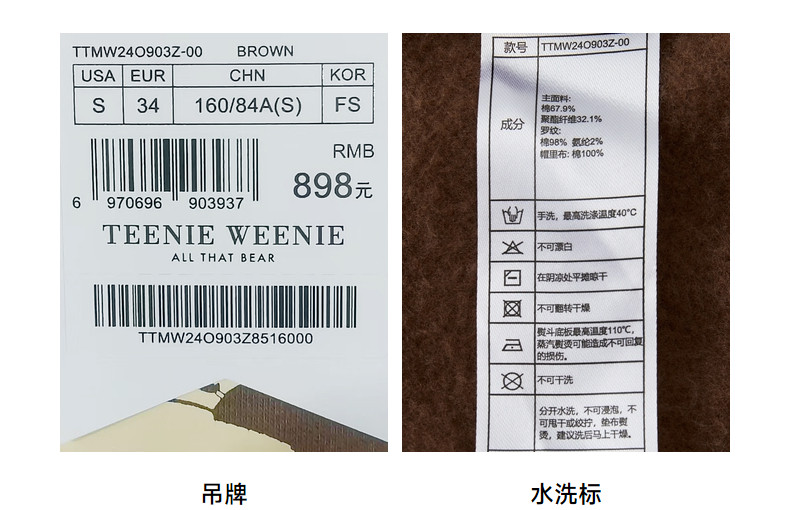 TTMW24O903Z-00 BROWN
USA EUR CHN KOR
S 34 160/84A(S) FS
RMB
898元
6 970696 903937
TEENIE WEENIE
ALL THAT BEAR
TTMW24O903Z8516000
吊牌
款号 TTMW24O903Z-00
成分
主面料:
棉67.9%
聚酯纤维32.1%
罗纹:
棉98% 氨纶2%
帽里布: 棉100%
手洗，最高洗涤温度40°C
不可漂白
在阴凉处平摊晾干
不可翻转干燥
熨斗底板最高温度110℃,
蒸汽熨烫可能造成不可回复
的损伤。
不可干洗
分开水洗，不可浸泡，不
可甩干或绞拧，垫布熨
烫，建议洗后马上干燥。
水洗标